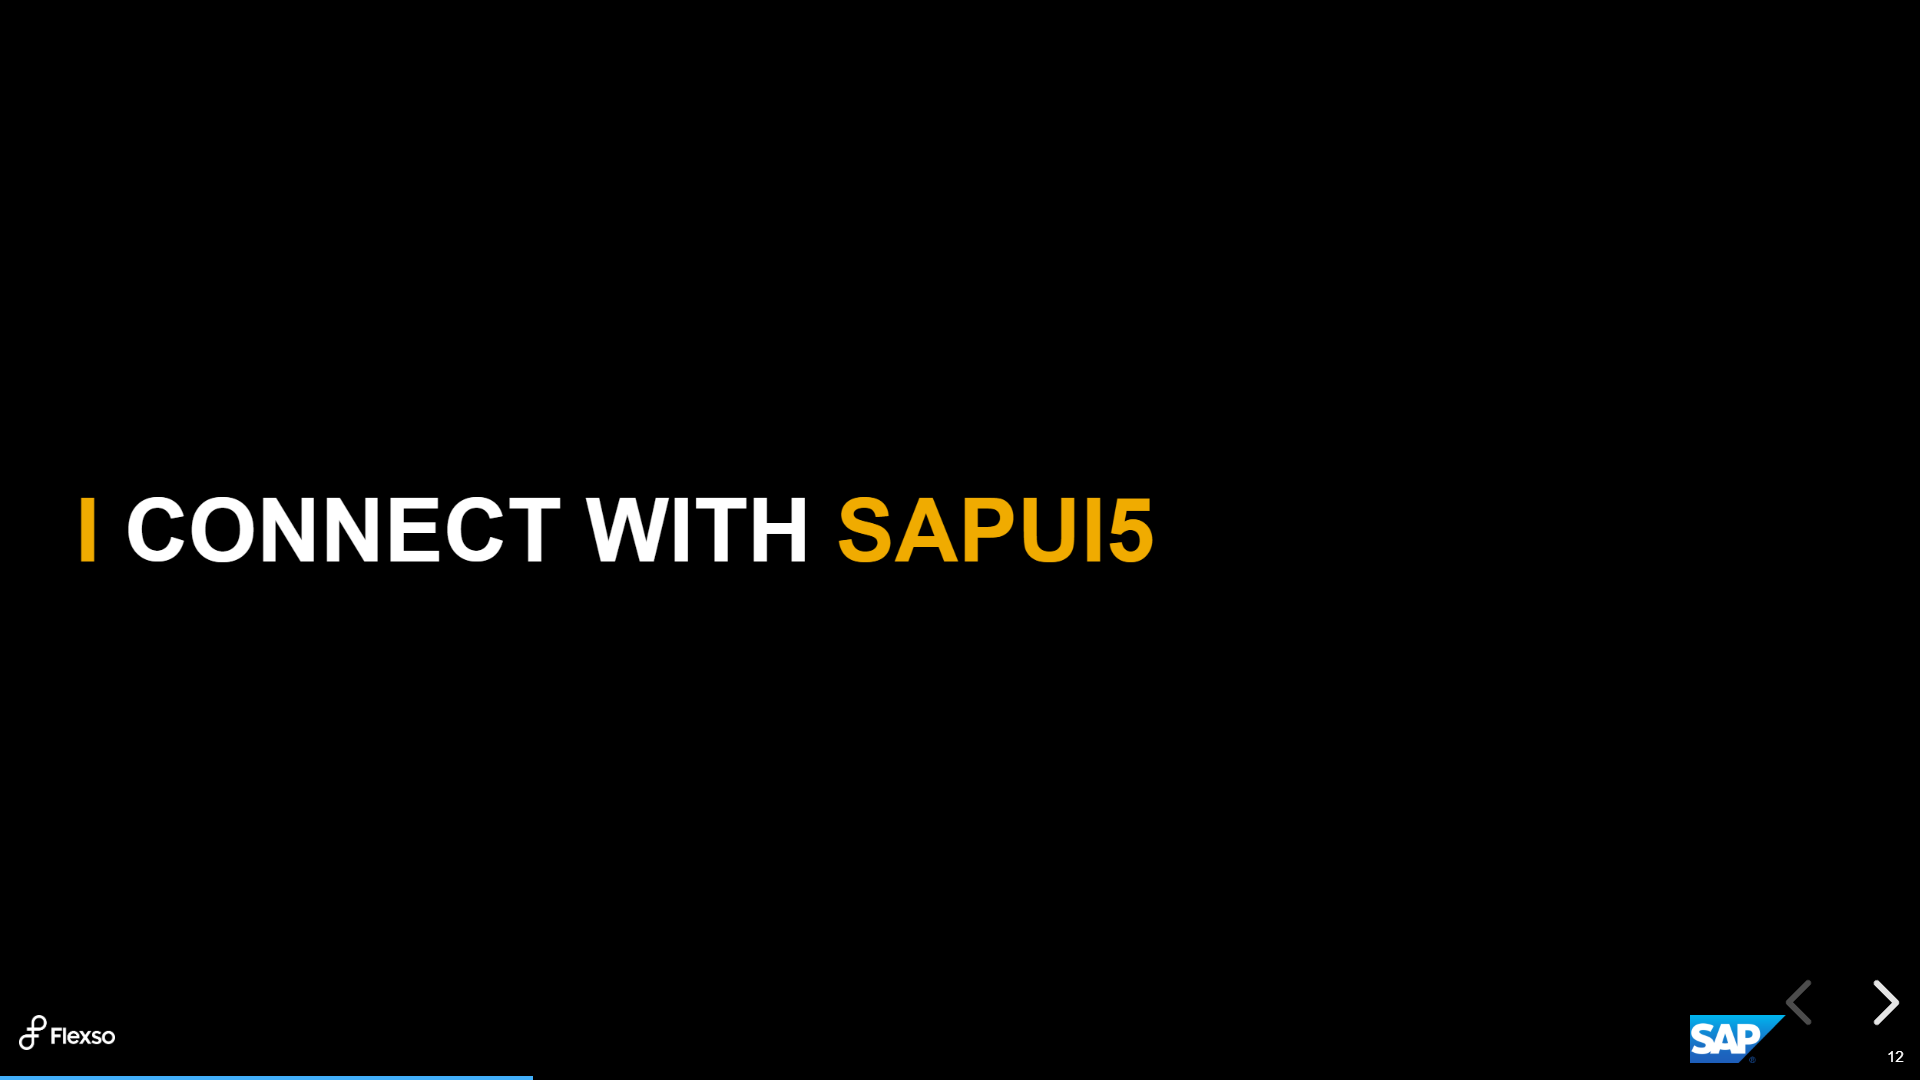 I CONNECT WITH SAPUI5
Flexso
SAP
®
12